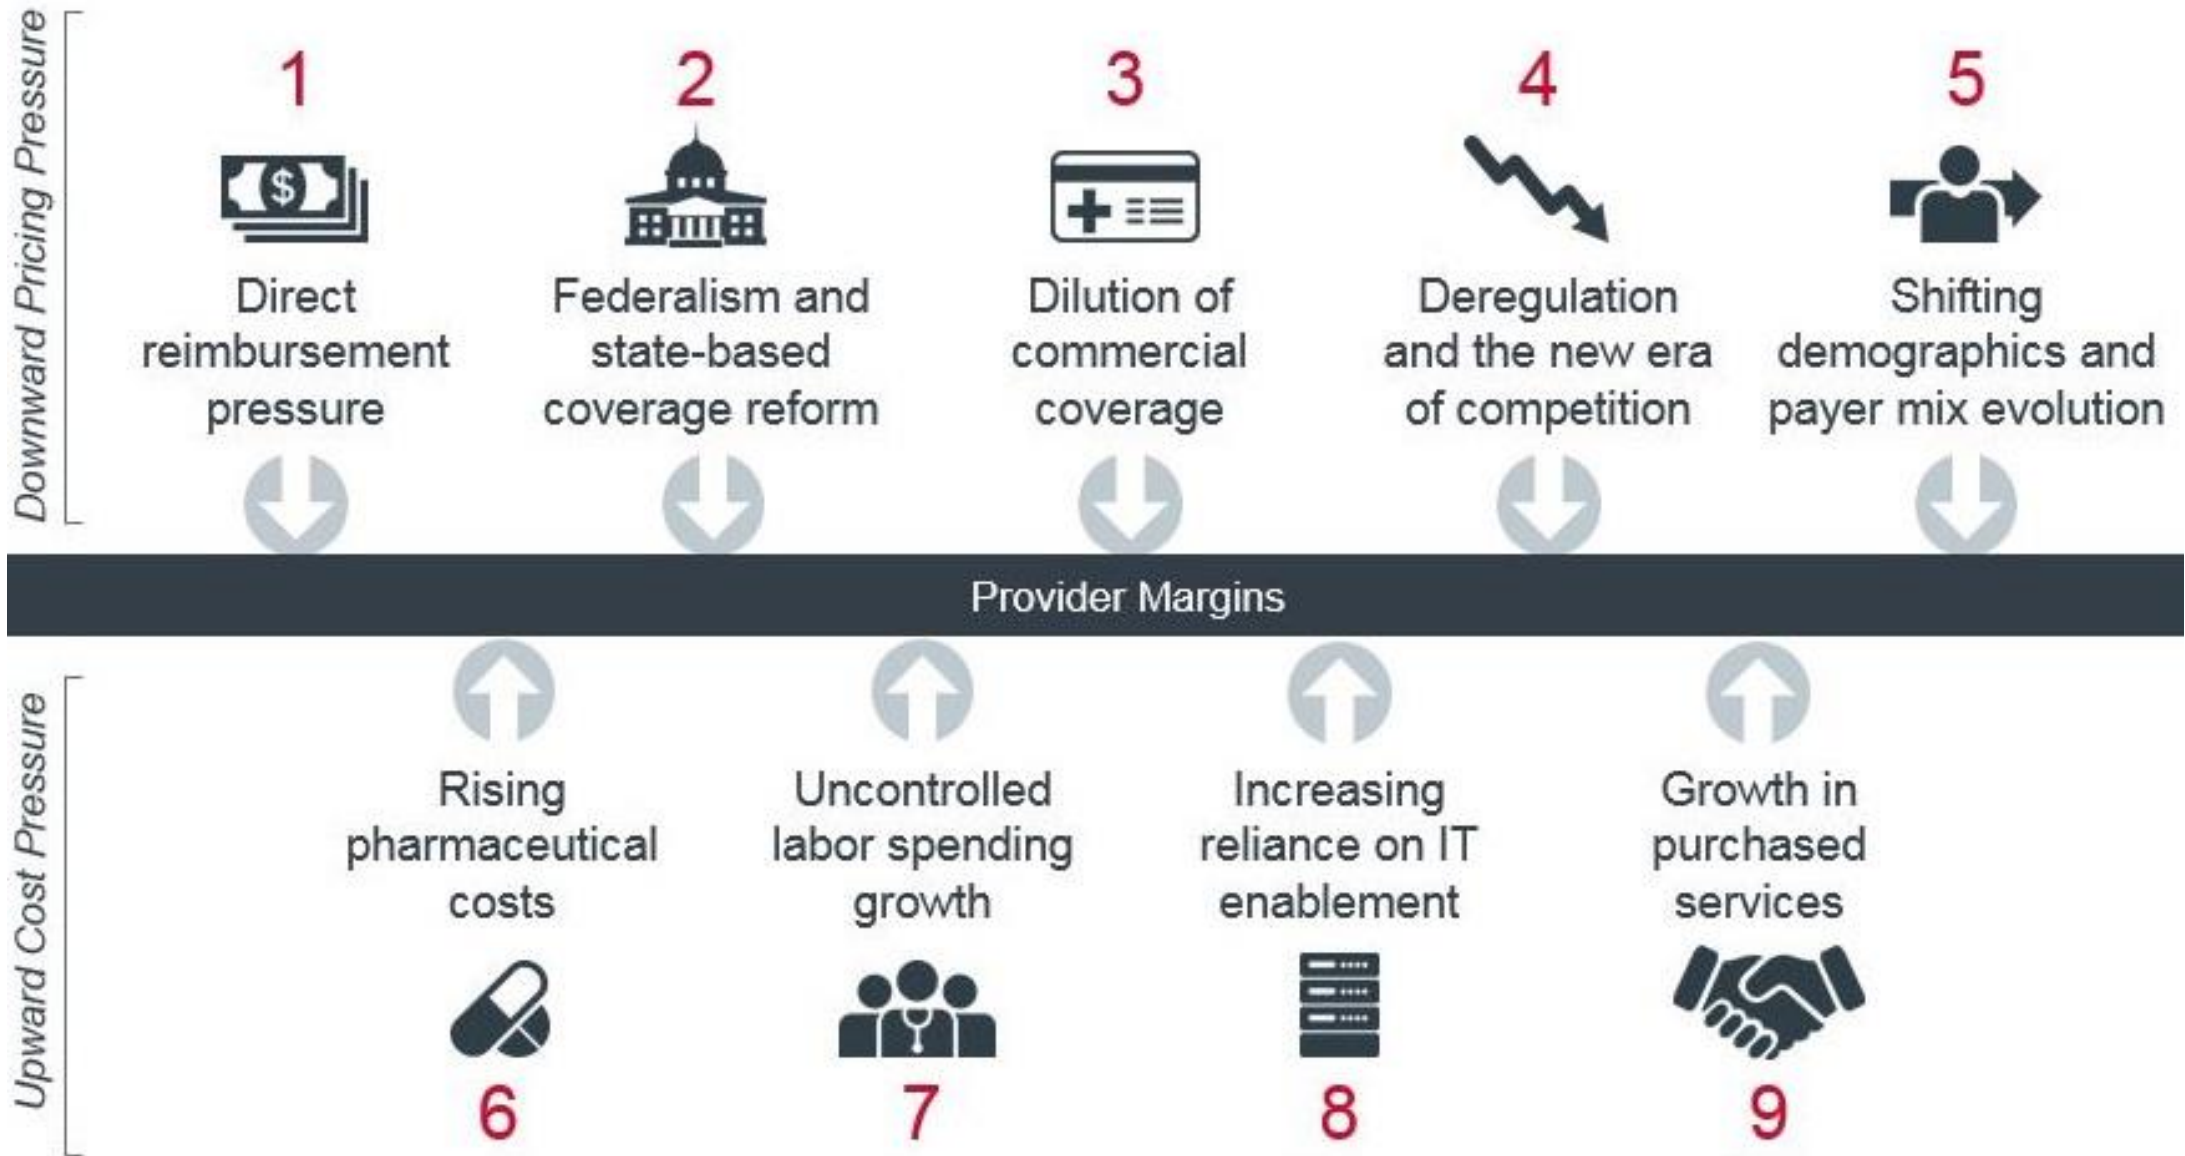 Downward Pricing Pressure
1
2
3
4
5
$
Direct
reimbursement
pressure
Federalism and
state-based
coverage reform
Dilution of
commercial
coverage
Deregulation
and the new era
of competition
Shifting
demographics and
payer mix evolution
Provider Margins
Upward Cost Pressure
Rising
pharmaceutical
costs
Uncontrolled
labor spending
growth
Increasing
reliance on IT
enablement
Growth in
purchased
services
6
7
8
9